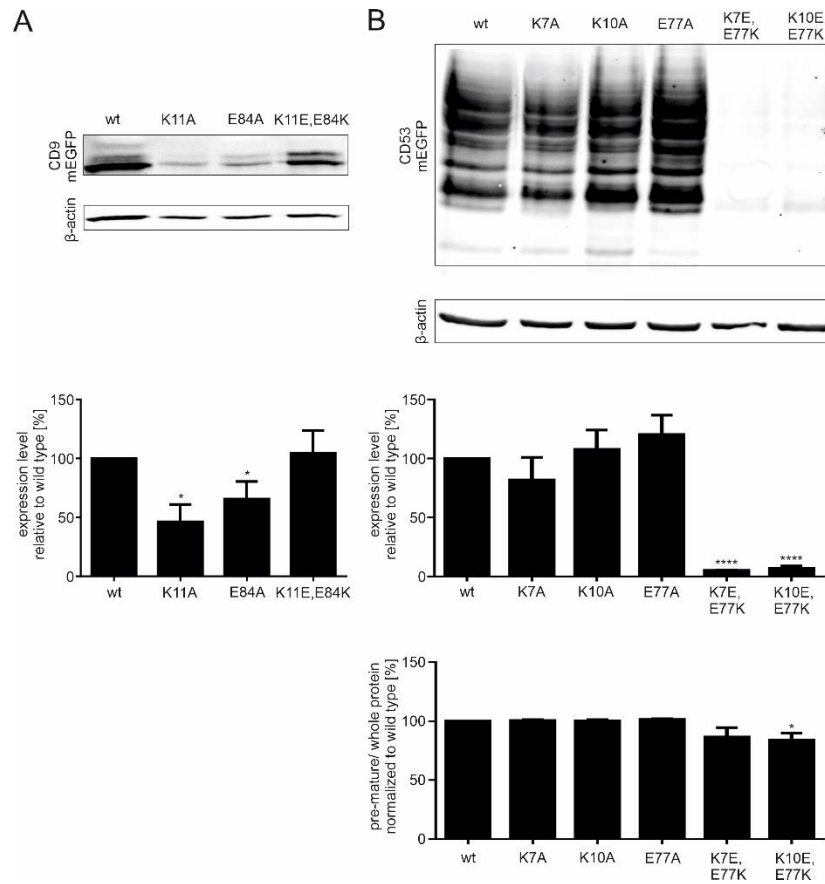 A
wt K11A E84A K11E,E84K
CD9
mEGFP
β-actin
expression level
relative to wild type [%]
150
100
50
0
*
*
wt K11A E84A K11E,E84K
B
wt K7A K10A E77A K7E, K10E
E77K E77K
CD53
mEGFP
β-actin
expression level
relative to wild type [%]
150
100
50
0
****
****
wt K7A K10A E77A K7E, K10E,
E77K E77K
pre-mature/ whole protein
normalized to wild type [%]
150
100
50
0
*
wt K7A K10A E77A K7E, K10E,
E77K E77K